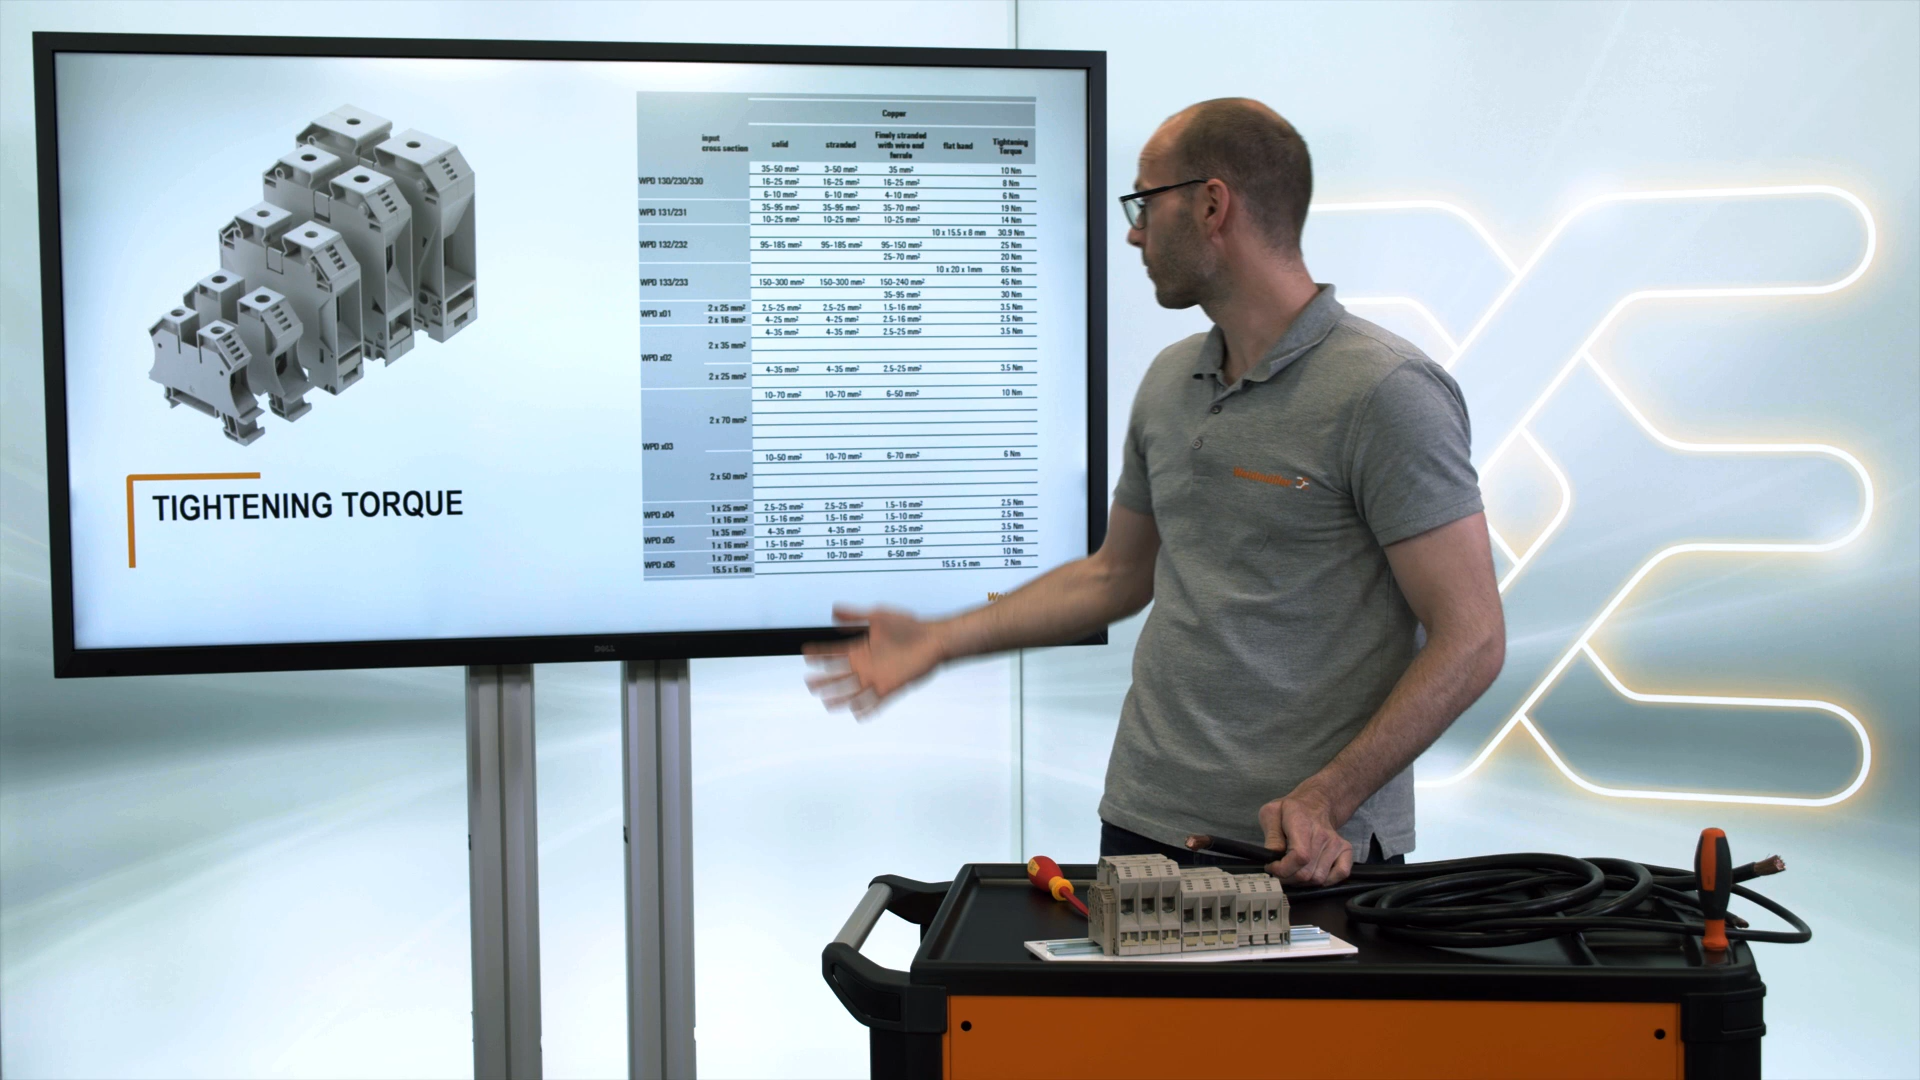 TIGHTENING TORQUE
Copper
input cross section solid stranded Finely stranded with wire end ferrule flat band Tightening Torque
WPD 130/230/330
35-50 mm² 3-50 mm² 35 mm² 10 Nm
16-25 mm² 16-25 mm² 16-25 mm² 8 Nm
6-10 mm² 6-10 mm² 4-10 mm² 6 Nm
WPD 131/231
35-95 mm² 35-95 mm² 35-70 mm² 19 Nm
10-25 mm² 10-25 mm² 10-25 mm² 14 Nm
WPD 132/232
10 x 15.5 x 8 mm 30.9 Nm
95-185 mm² 95-185 mm² 95-150 mm² 25 Nm
25-70 mm² 20 Nm
WPD 133/233
10 x 20 x 1mm 65 Nm
150-300 mm² 150-300 mm² 150-240 mm² 45 Nm
35-95 mm² 30 Nm
WPD x01
2 x 25 mm² 2.5-25 mm² 2.5-25 mm² 1.5-16 mm² 3.5 Nm
2 x 16 mm² 4-25 mm² 4-25 mm² 2.5-16 mm² 2.5 Nm
WPD x02
2 x 35 mm² 4-35 mm² 4-35 mm² 2.5-25 mm² 3.5 Nm
2 x 25 mm² 4-35 mm² 4-35 mm² 2.5-25 mm² 3.5 Nm
WPD x03
2 x 70 mm² 10-70 mm² 10-70 mm² 6-50 mm² 10 Nm
2 x 50 mm² 10-50 mm² 10-70 mm² 6-70 mm² 6 Nm
WPD x04
1 x 25 mm² 2.5-25 mm² 2.5-25 mm² 1.5-16 mm² 2.5 Nm
1 x 16 mm² 1.5-16 mm² 1.5-16 mm² 1.5-10 mm² 2.5 Nm
WPD x05
1x 35 mm² 4-35 mm² 4-35 mm² 2.5-25 mm² 3.5 Nm
1 x 16 mm² 1.5-16 mm² 1.5-16 mm² 1.5-10 mm² 2.5 Nm
WPD x06
1 x 70 mm² 10-70 mm² 10-70 mm² 6-50 mm² 10 Nm
15.5 x 5 mm 15.5 x 5 mm 2 Nm
DELL
Weidmüller